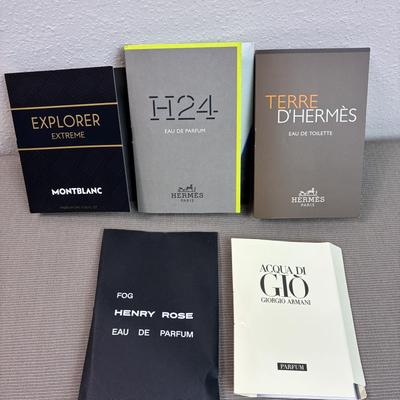 EXPLORER
EXTREME
MONTBLANC
H24
EAU DE PARFUM
HERMÈS
PARIS
TERRE
D'HERMÈS
EAU DE TOILETTE
HERMÈS
PARIS
FOG
HENRY ROSE
EAU DE PARFUM
ACQUA DI
GIÒ
GIORGIO ARMANI
PARFUM